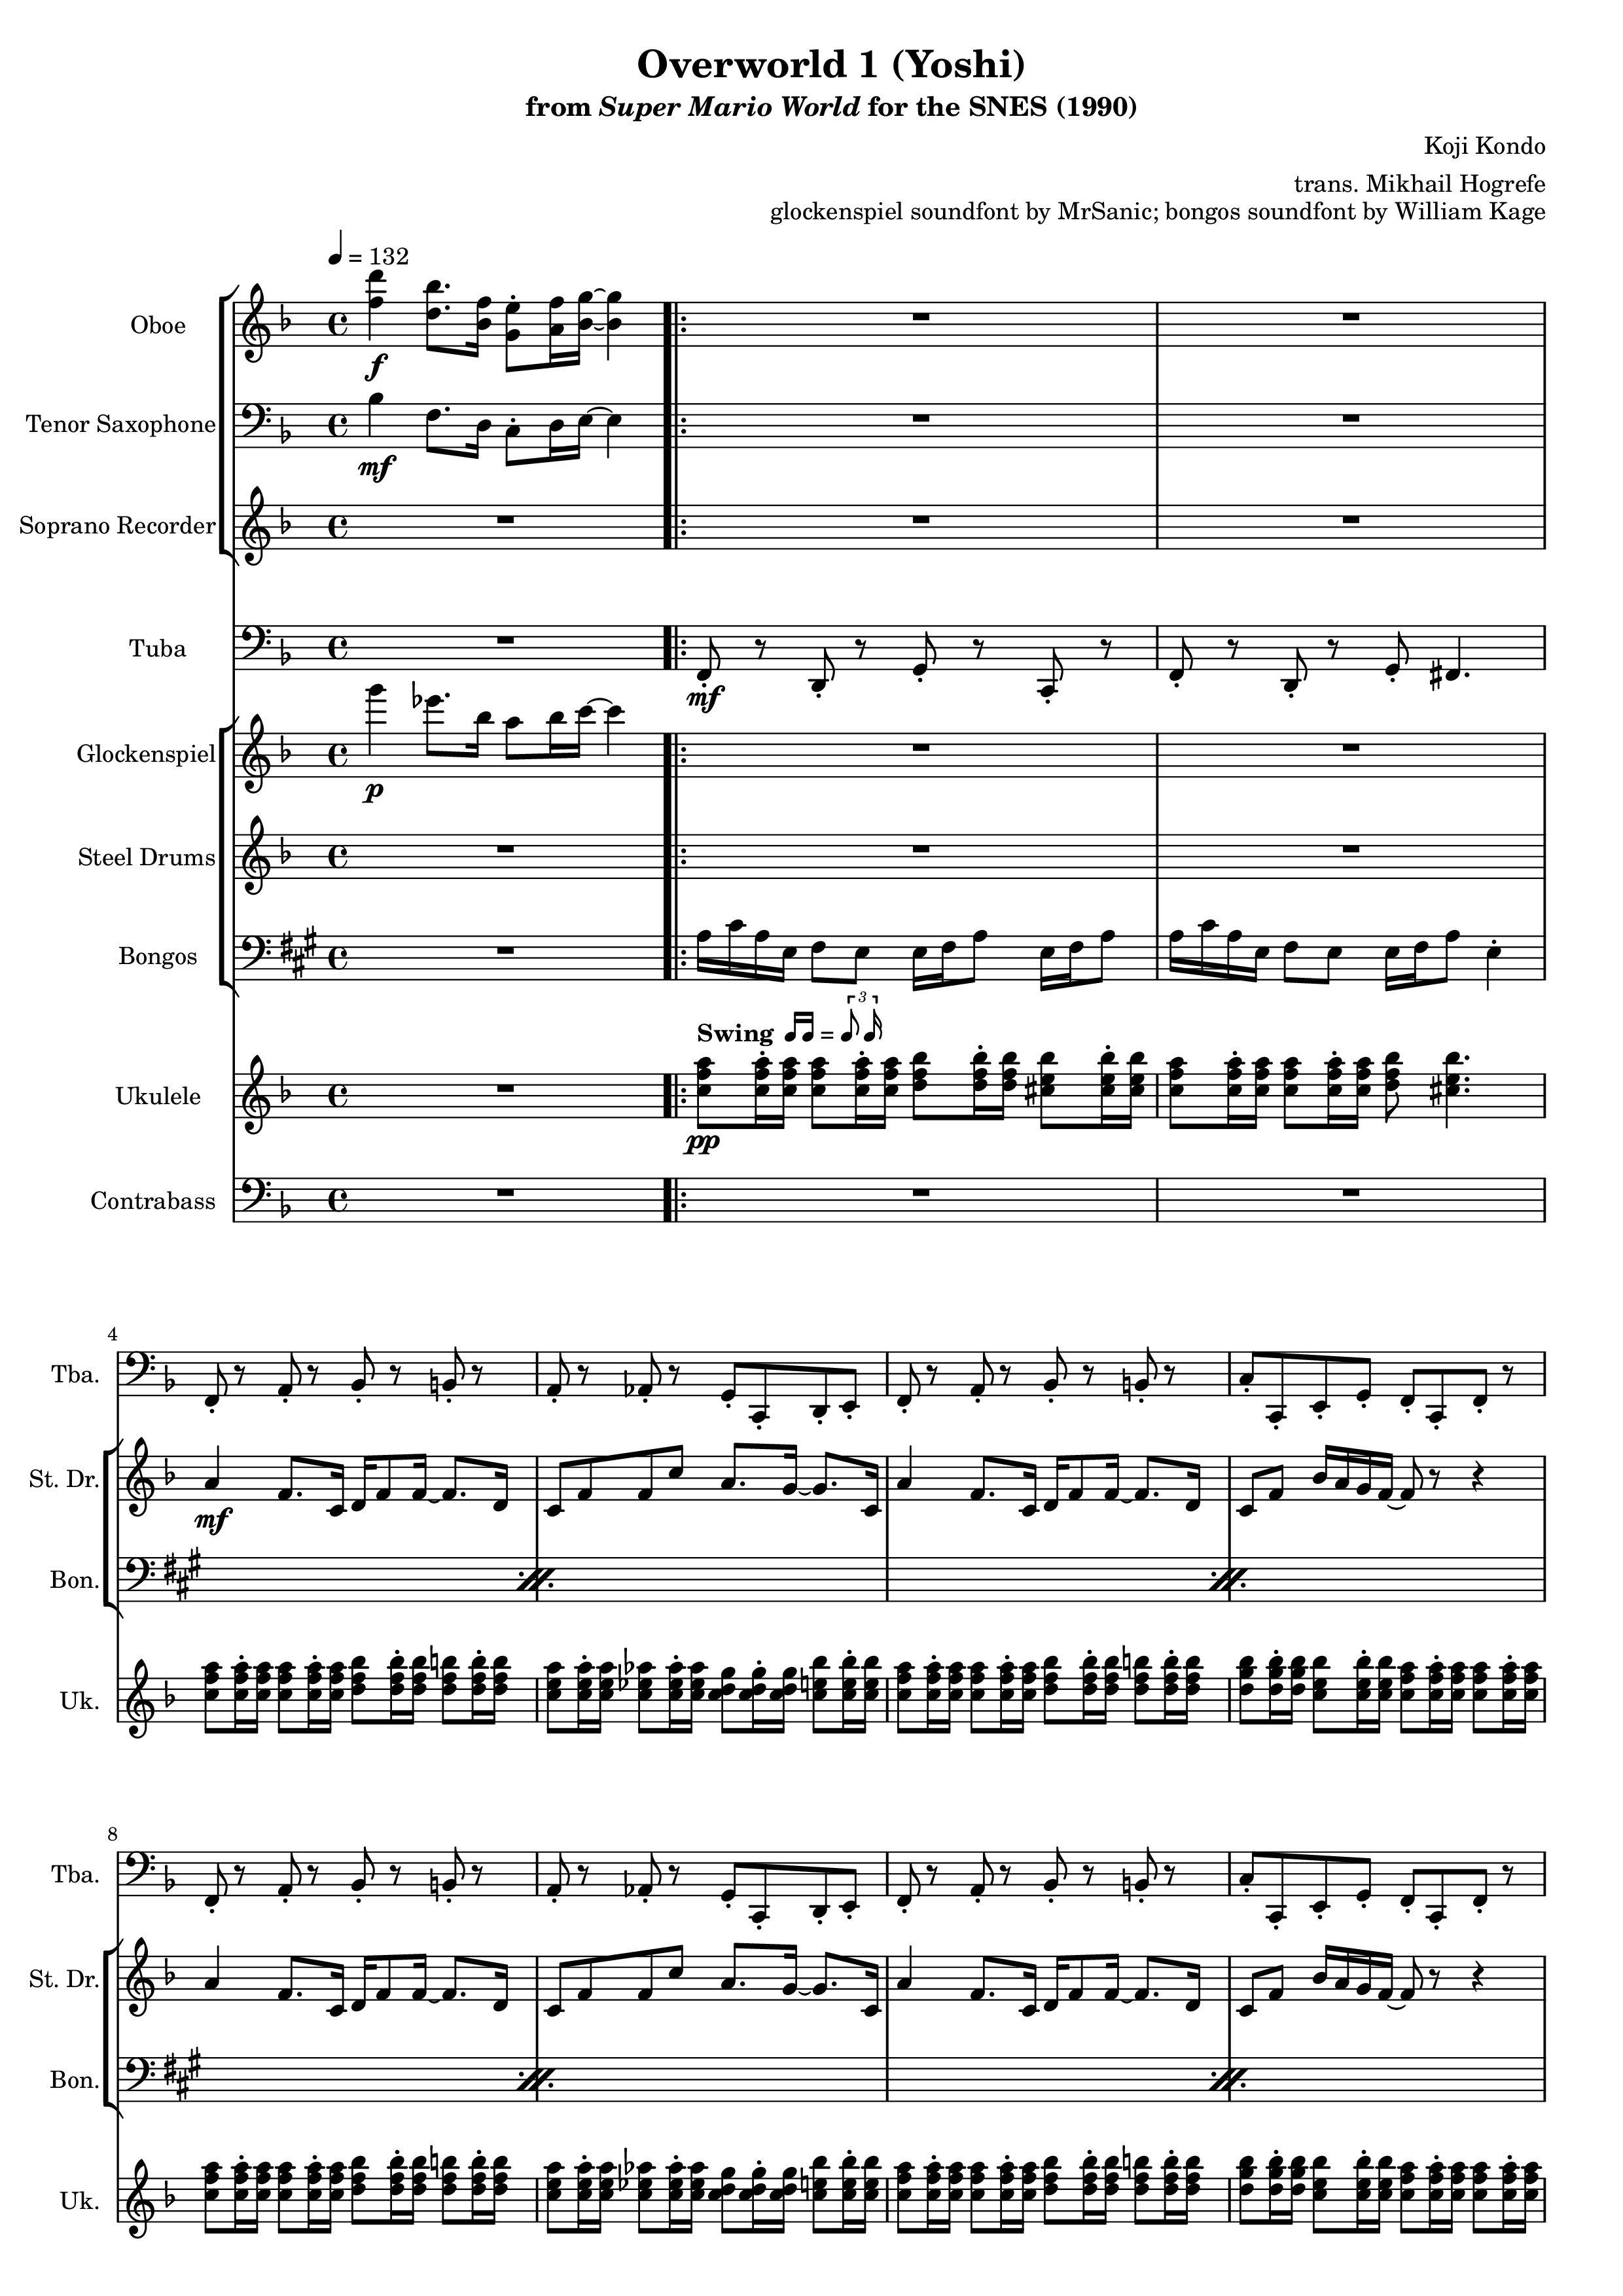 Overworld 1 (Yoshi)
from Super Mario World for the SNES (1990)
Koji Kondo
trans. Mikhail Hogrefe
glockenspiel soundfont by MrSanic; bongos soundfont by William Kage
= 132
Oboe
f
Tenor Saxophone
mf
Soprano Recorder
Tuba
mf
Glockenspiel
p
Steel Drums
Bongos
Swing = 3
Ukulele
pp
Contrabass
4
Tba.
St. Dr.
mf
Bon.
Uk.
8
Tba.
St. Dr.
Bon.
Uk.